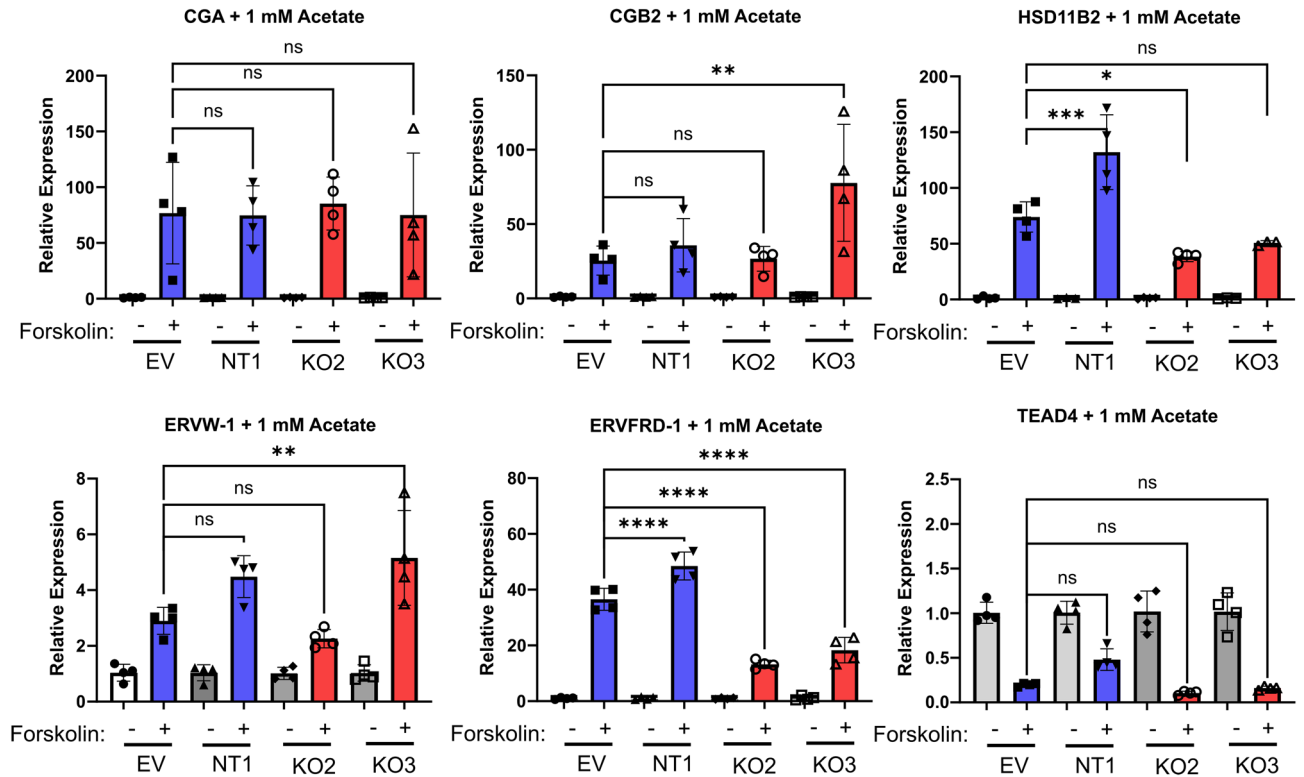 CGA + 1 mM Acetate
Relative Expression
200
150
100
50
0
ns
ns
ns
Forskolin: - + - + - + - +
EV NT1 KO2 KO3
CGB2 + 1 mM Acetate
Relative Expression
150
100
50
0
**
ns
ns
Forskolin: - + - + - + - +
EV NT1 KO2 KO3
HSD11B2 + 1 mM Acetate
Relative Expression
200
150
100
50
0
ns
*
***
Forskolin: - + - + - + - +
EV NT1 KO2 KO3
ERVW-1 + 1 mM Acetate
Relative Expression
8
6
4
2
0
**
ns
ns
Forskolin: - + - + - + - +
EV NT1 KO2 KO3
ERVFRD-1 + 1 mM Acetate
Relative Expression
80
60
40
20
0
****
****
****
Forskolin: - + - + - + - +
EV NT1 KO2 KO3
TEAD4 + 1 mM Acetate
Relative Expression
2.5
2.0
1.5
1.0
0.5
0.0
ns
ns
ns
Forskolin: - + - + - + - +
EV NT1 KO2 KO3